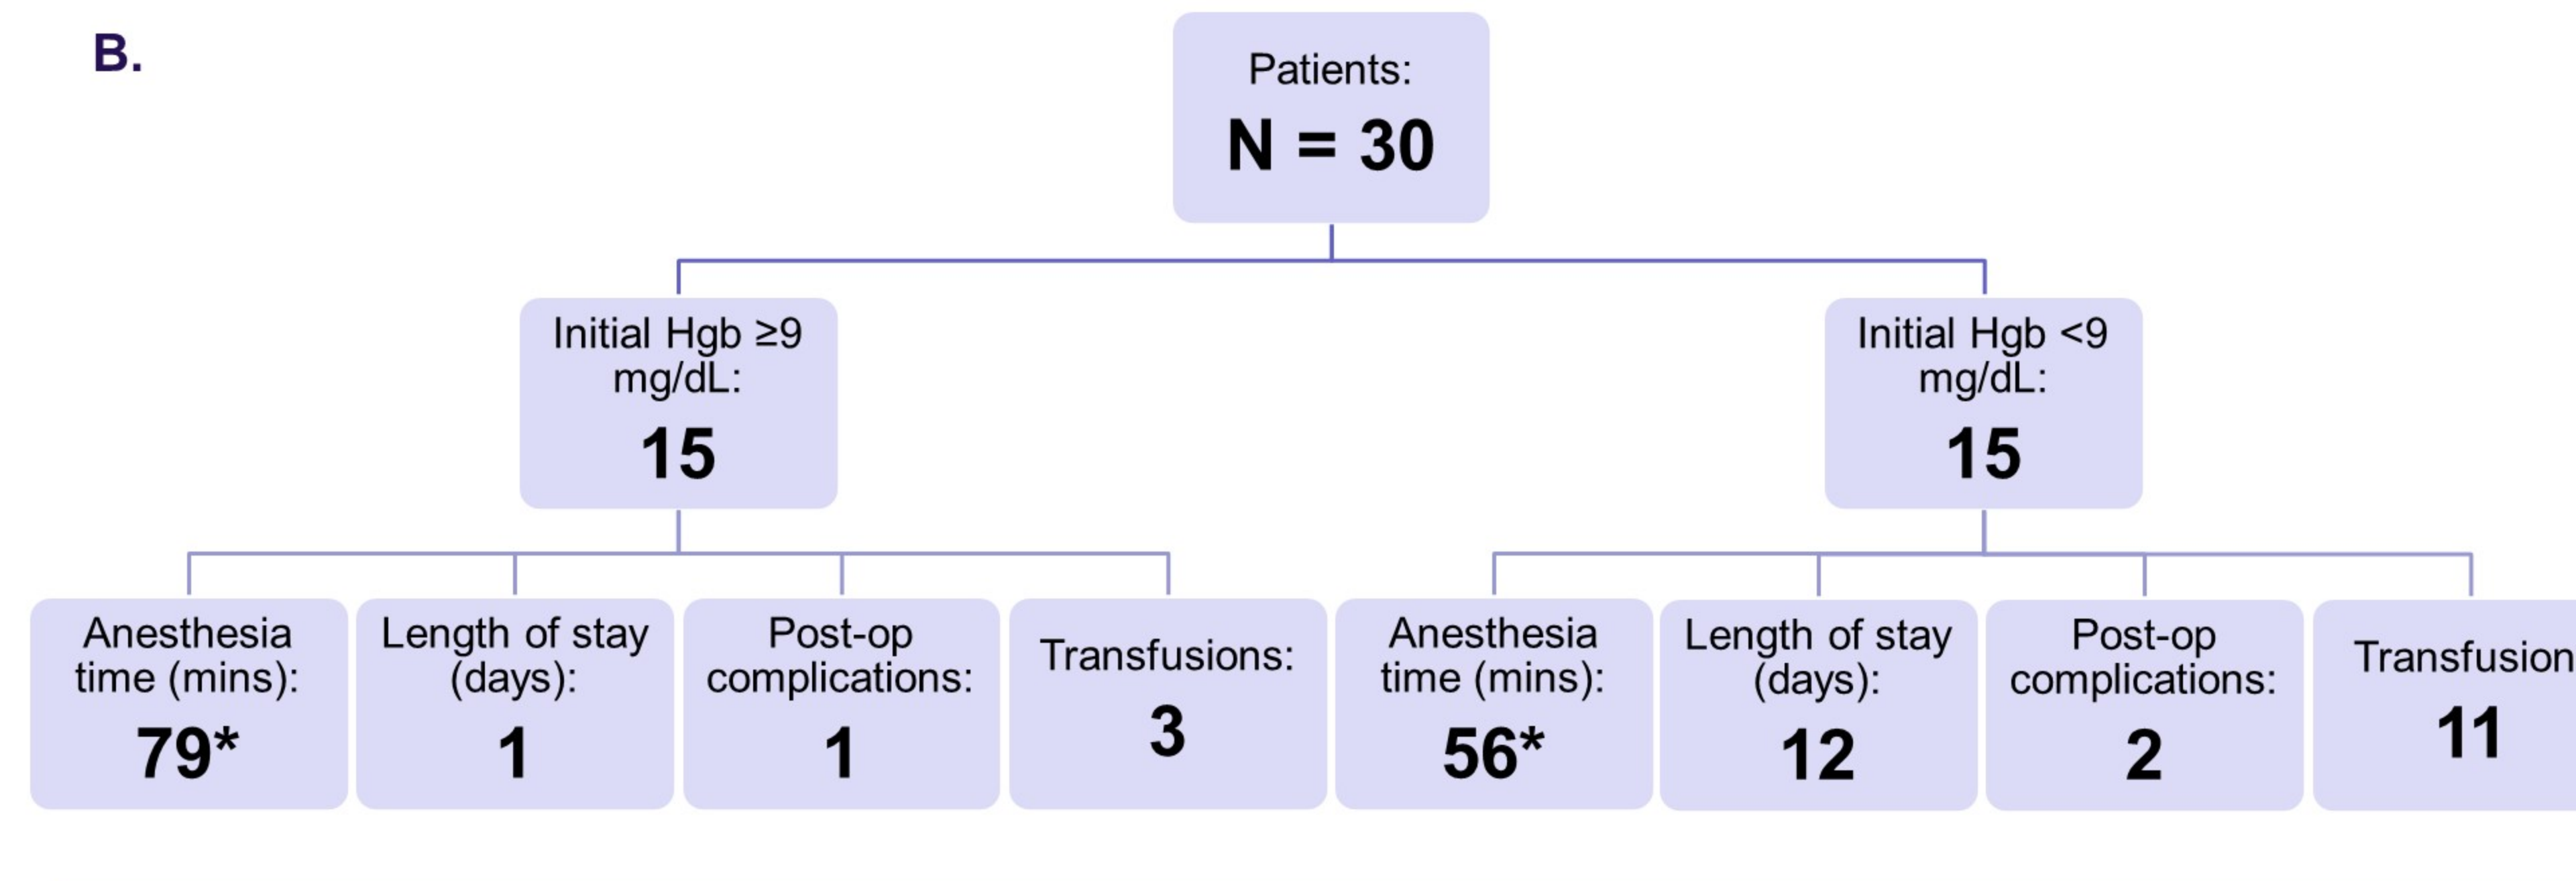 B.
Patients:
N = 30
Initial Hgb ≥9
mg/dL:
15
Initial Hgb <9
mg/dL:
15
Anesthesia
time (mins):
79*
Length of stay
(days):
1
Post-op
complications:
1
Transfusions:
3
Anesthesia
time (mins):
56*
Length of stay
(days):
12
Post-op
complications:
2
Transfusion
11